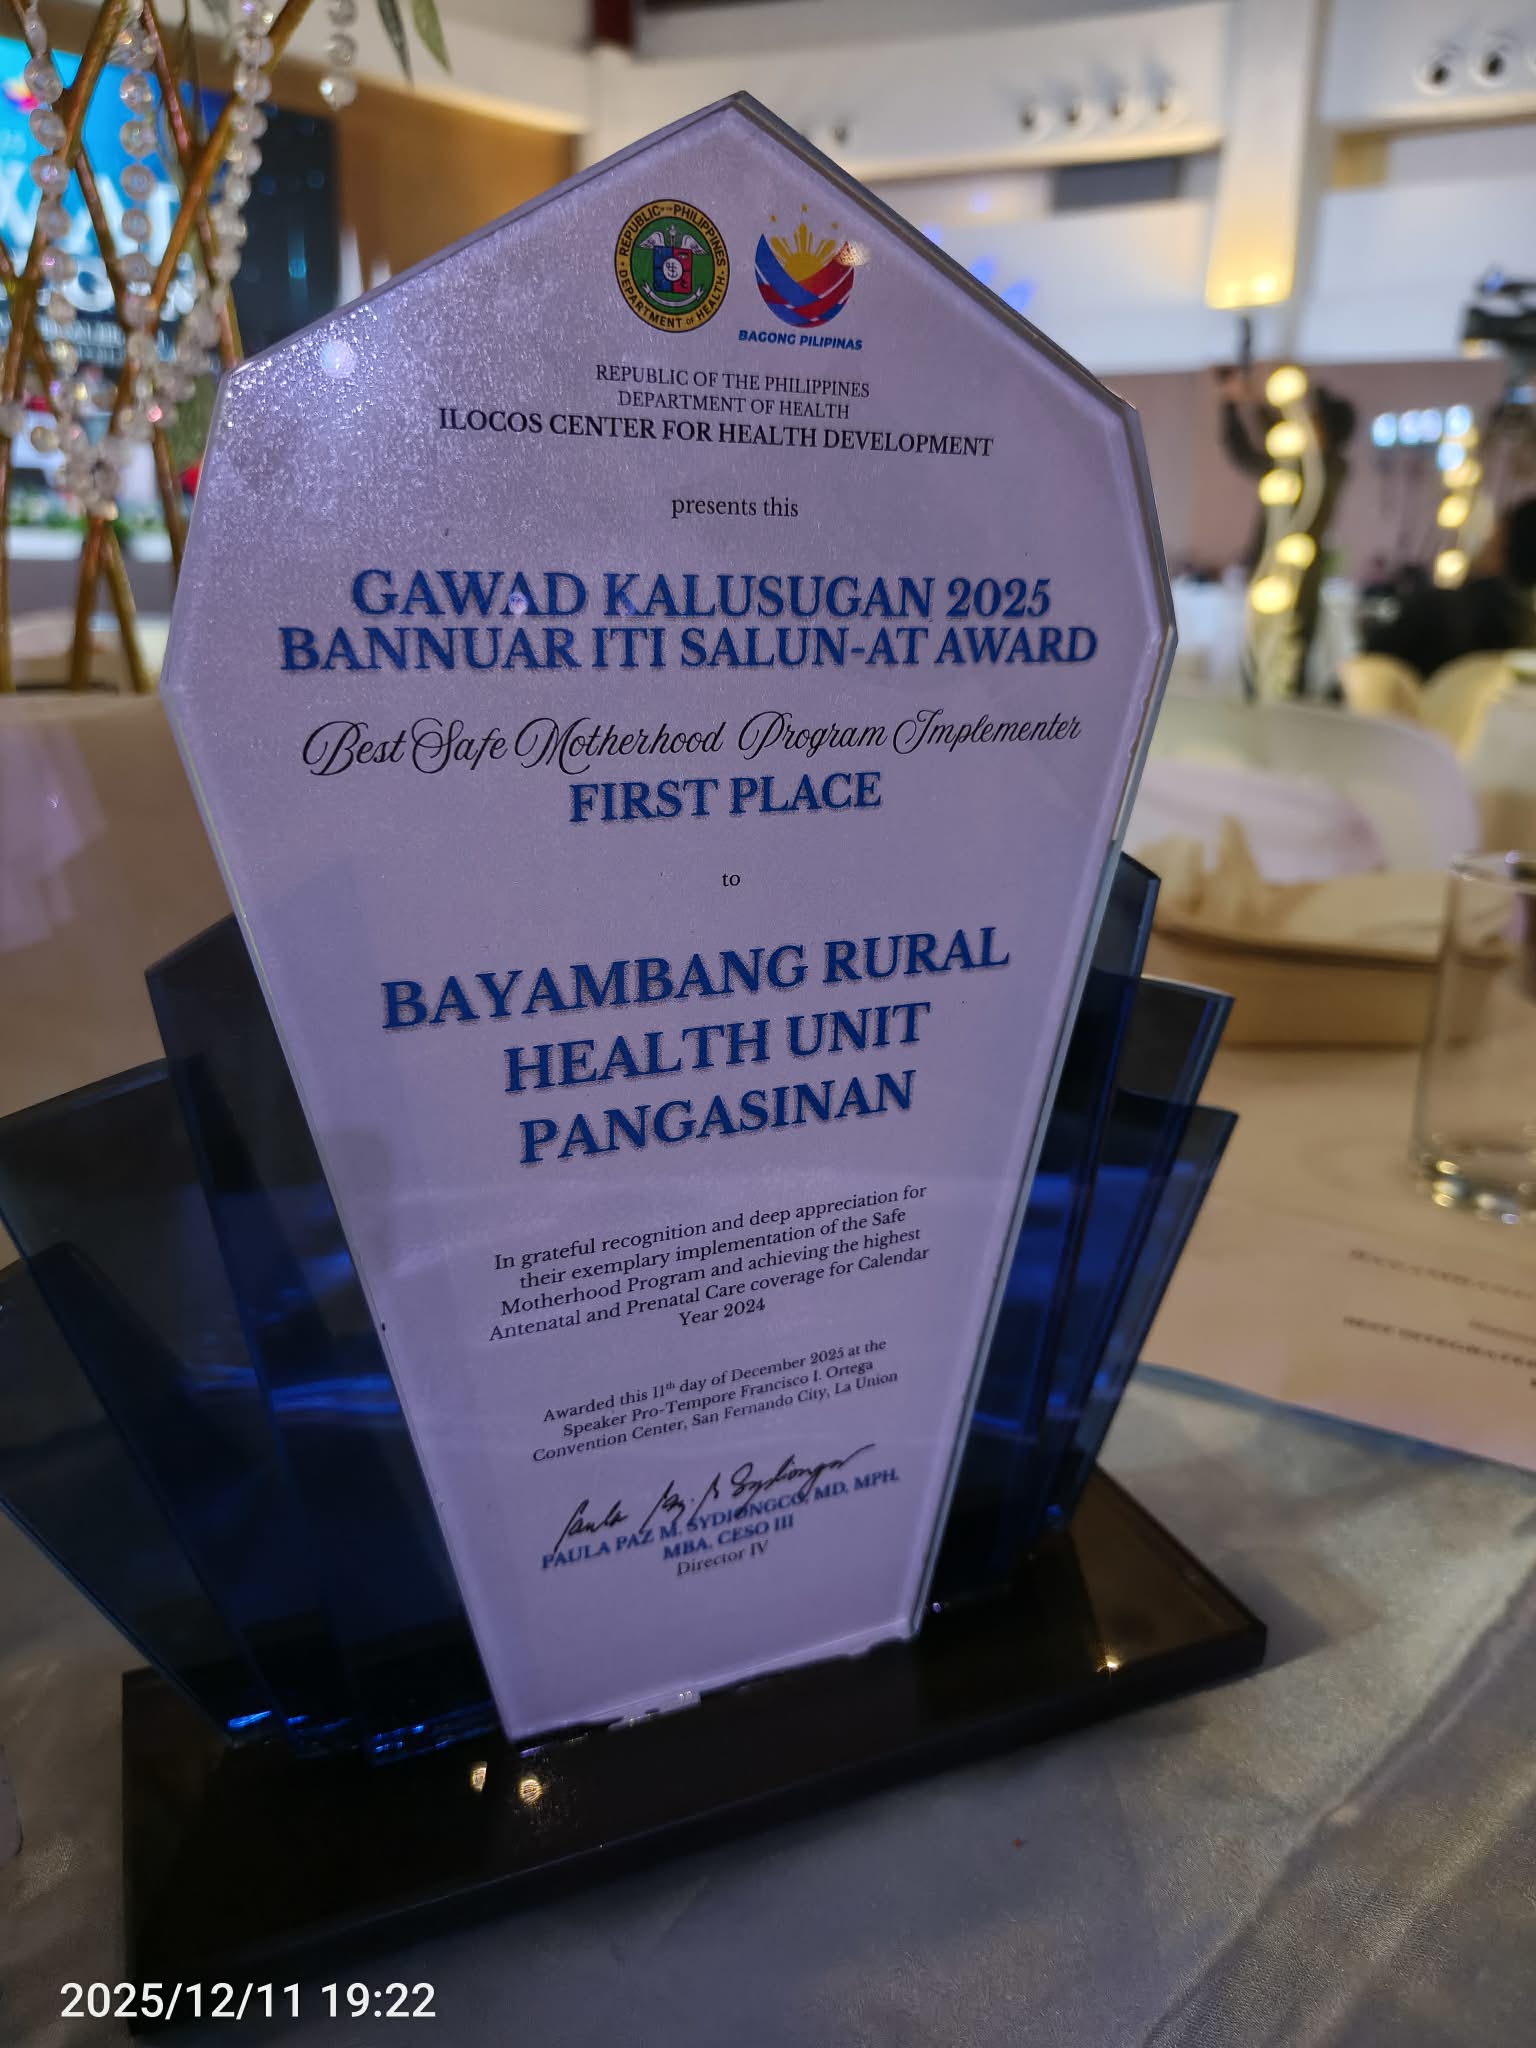 REPUBLIC OF THE PHILIPPINES
DEPARTMENT OF HEALTH
BAGONG PILIPINAS
REPUBLIC OF THE PHILIPPINES
DEPARTMENT OF HEALTH
ILOCOS CENTER FOR HEALTH DEVELOPMENT
presents this
GAWAD KALUSUGAN 2025
BANNUAR ITI SALUN-AT AWARD
Best Safe Motherhood Program Implementer
FIRST PLACE
to
BAYAMBANG RURAL
HEALTH UNIT
PANGASINAN
In grateful recognition and deep appreciation for
their exemplary implementation of the Safe
Motherhood Program and achieving the highest
Antenatal and Prenatal Care coverage for Calendar
Year 2024
Awarded this 11th day of December 2025 at the
Speaker Pro-Tempore Francisco I. Ortega
Convention Center, San Fernando City, La Union
PAULA PAZ M. SYDIONGCO, MD, MPH,
MBA, CESO III
Director IV
2025/12/11 19:22